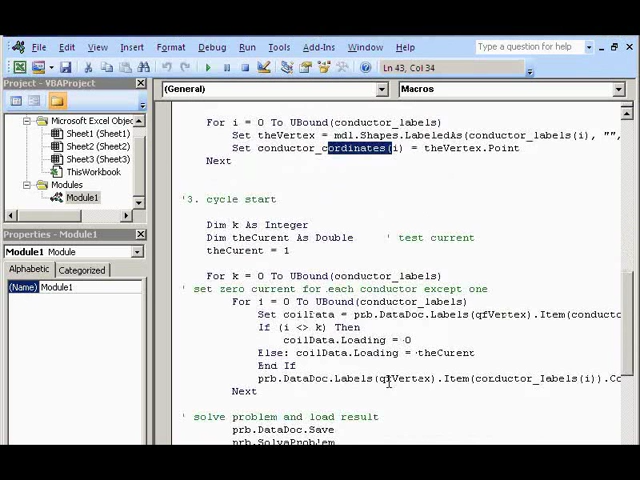 File Edit View Insert Format Debug Run Tools Add-Ins Window Help Type a question for help
Ln 43, Col 34
Project - VBAProject
Microsoft Excel Objec
Sheet1 (Sheet1)
Sheet2 (Sheet2)
Sheet3 (Sheet3)
ThisWorkbook
Modules
Module1
Properties - Module1
Module1 Module
Alphabetic Categorized
(Name) Module1
(General) Macros
For i = 0 To UBound(conductor_labels)
Set theVertex = mdl.Shapes.LabeledAs(conductor_labels(i), "",
Set conductor_cordinates(i) = theVertex.Point
Next
'3. cycle start
Dim k As Integer
Dim theCurent As Double ' test current
theCurent = 1
For k = 0 To UBound(conductor_labels)
' set zero current for each conductor except one
For i = 0 To UBound(conductor_labels)
Set coilData = prb.DataDoc.Labels(qfVertex).Item(conducto
If (i <> k) Then
coilData.Loading = 0
Else: coilData.Loading = theCurent
End If
prb.DataDoc.Labels(qfVertex).Item(conductor_labels(i)).Co
Next
' solve problem and load result
prb.DataDoc.Save
prb.SolveProblem